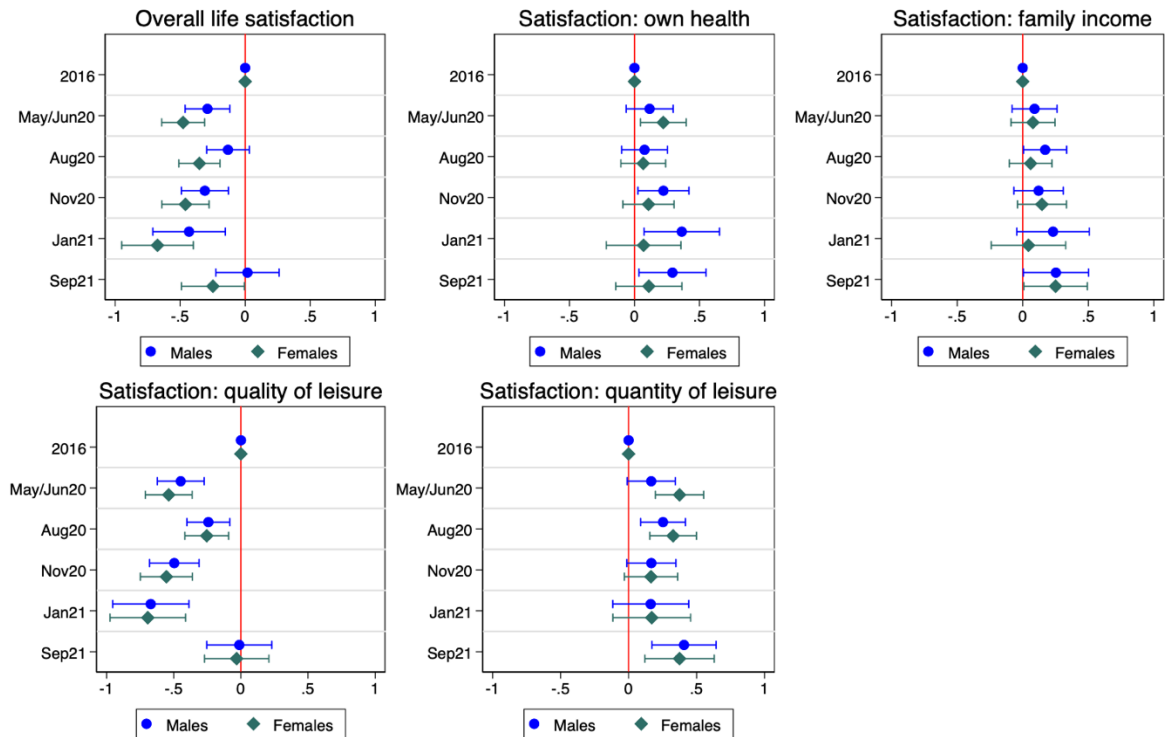 Overall life satisfaction
2016
May/Jun20
Aug20
Nov20
Jan21
Sep21
-1 -.5 0 .5 1
Males Females
Satisfaction: own health
2016
May/Jun20
Aug20
Nov20
Jan21
Sep21
-1 -.5 0 .5 1
Males Females
Satisfaction: family income
2016
May/Jun20
Aug20
Nov20
Jan21
Sep21
-1 -.5 0 .5 1
Males Females
Satisfaction: quality of leisure
2016
May/Jun20
Aug20
Nov20
Jan21
Sep21
-1 -.5 0 .5 1
Males Females
Satisfaction: quantity of leisure
2016
May/Jun20
Aug20
Nov20
Jan21
Sep21
-1 -.5 0 .5 1
Males Females